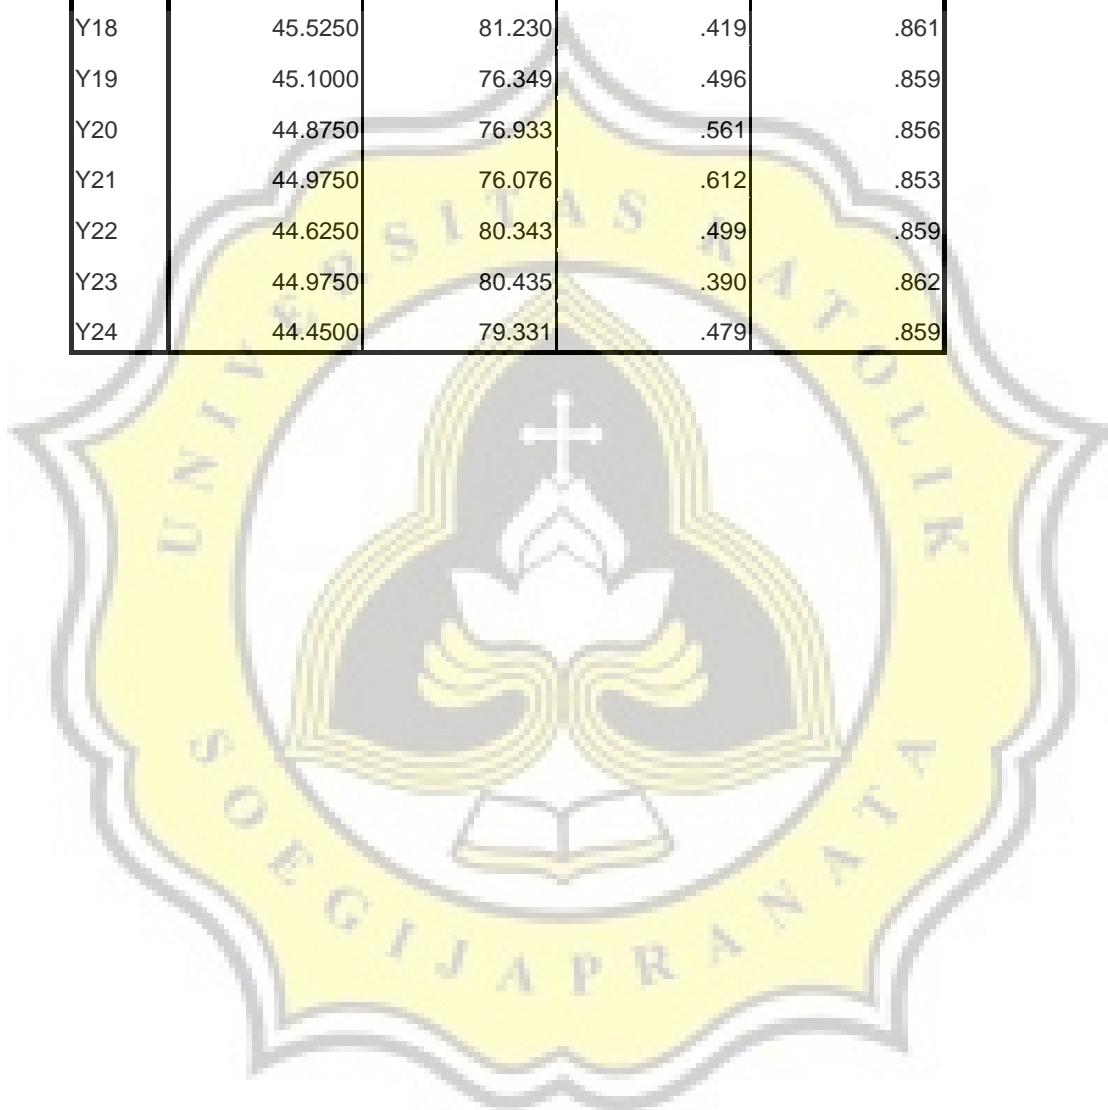 Y18 45.5250 81.230 .419 .861
Y19 45.1000 76.349 .496 .859
Y20 44.8750 76.933 .561 .856
Y21 44.9750 76.076 .612 .853
Y22 44.6250 80.343 .499 .859
Y23 44.9750 80.435 .390 .862
Y24 44.4500 79.331 .479 .859
UNIVERSITAS KATOLIK
SOEGIJAPRANATA